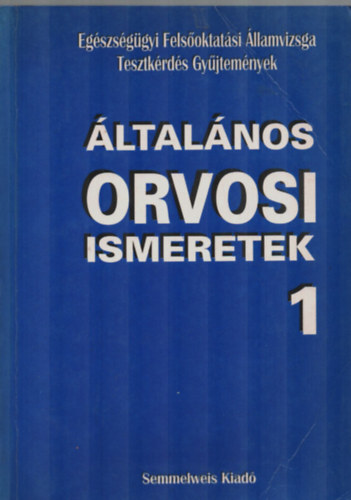 Egészségügyi Felsőoktatási Államvizsga
Tesztkérdés Gyűjtemények
ÁLTALÁNOS
ORVOSI
ISMERETEK
1
Semmelweis Kiadó